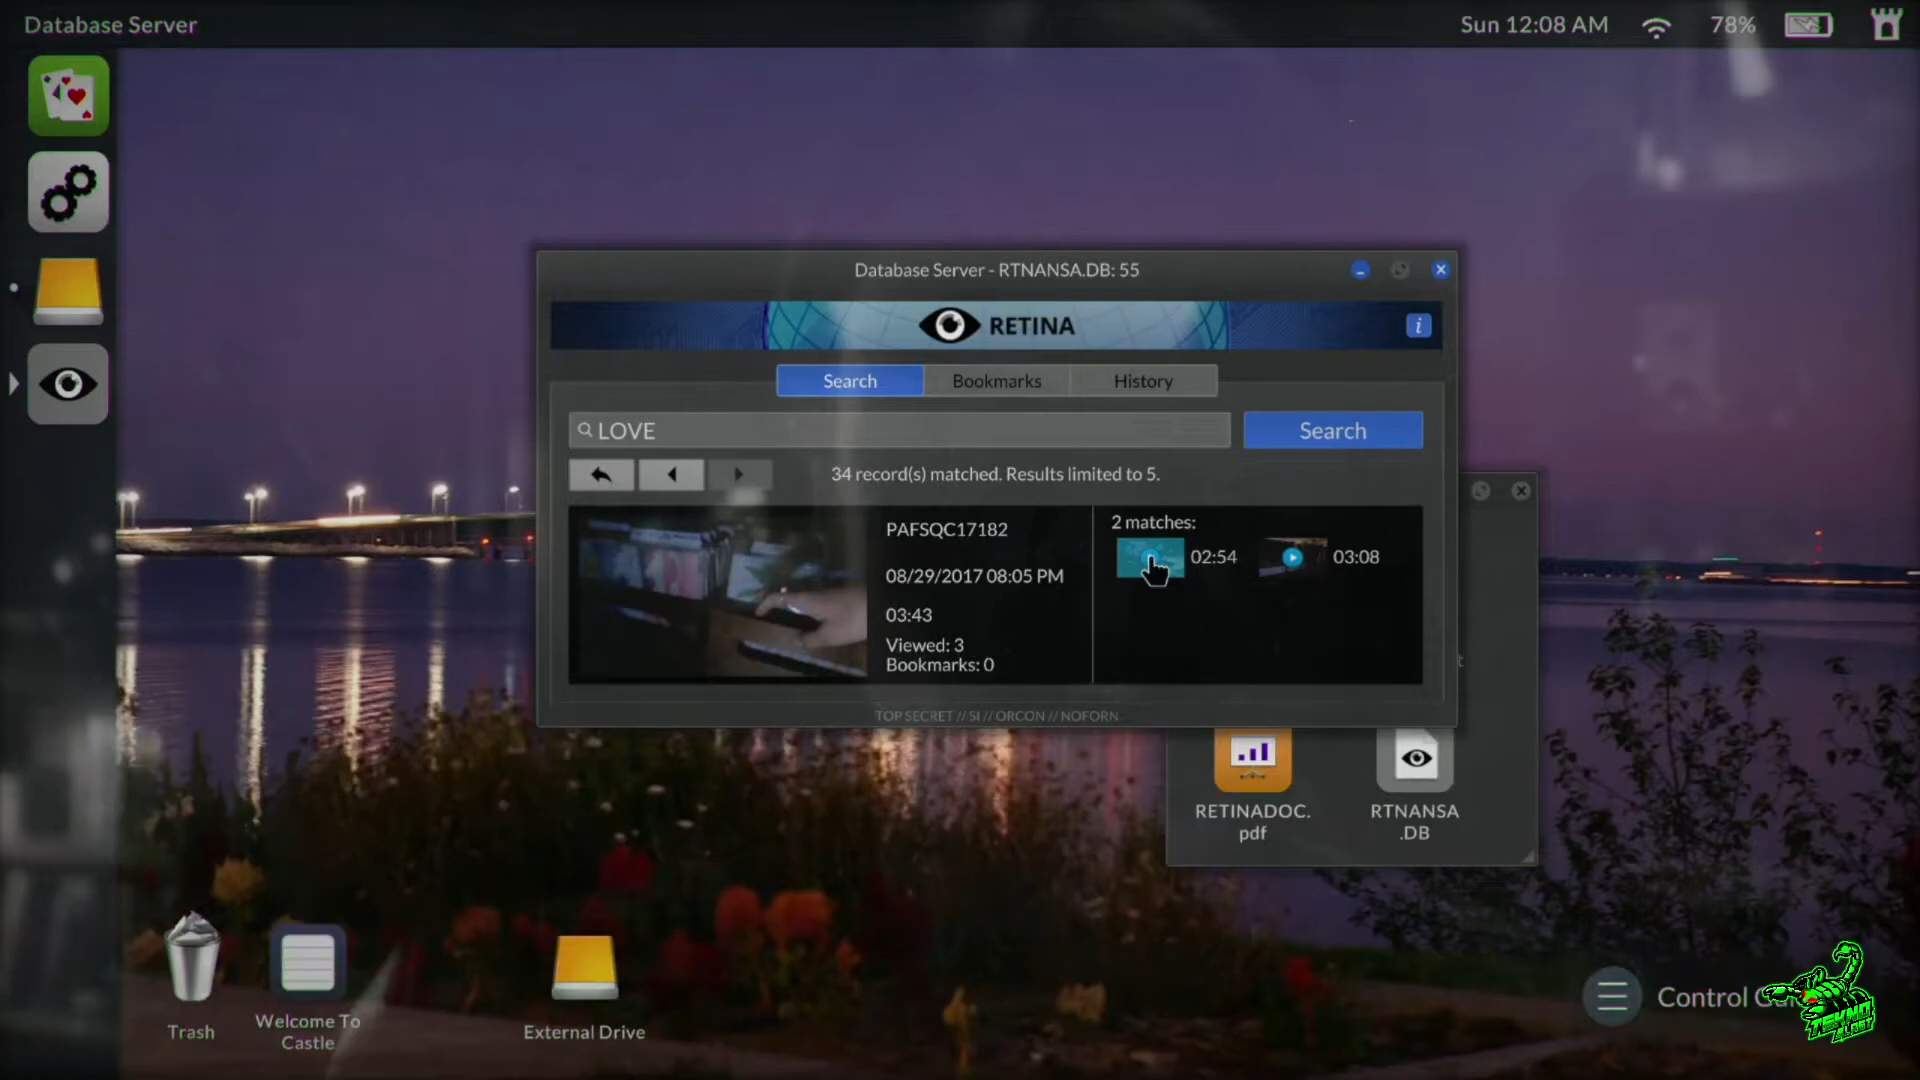 Database Server
Sun 12:08 AM
78%
Database Server - RTNANSA.DB: 55
RETINA
i
Search
Bookmarks
History
LOVE
Search
34 record(s) matched. Results limited to 5.
PAFSQC17182
08/29/2017 08:05 PM
03:43
Viewed: 3
Bookmarks: 0
2 matches:
02:54
03:08
TOP SECRET // SI // ORCON // NOFORN
RETINADOC.
pdf
RTNANSA
.DB
Trash
Welcome To
Castle
External Drive
Control
TEKNO